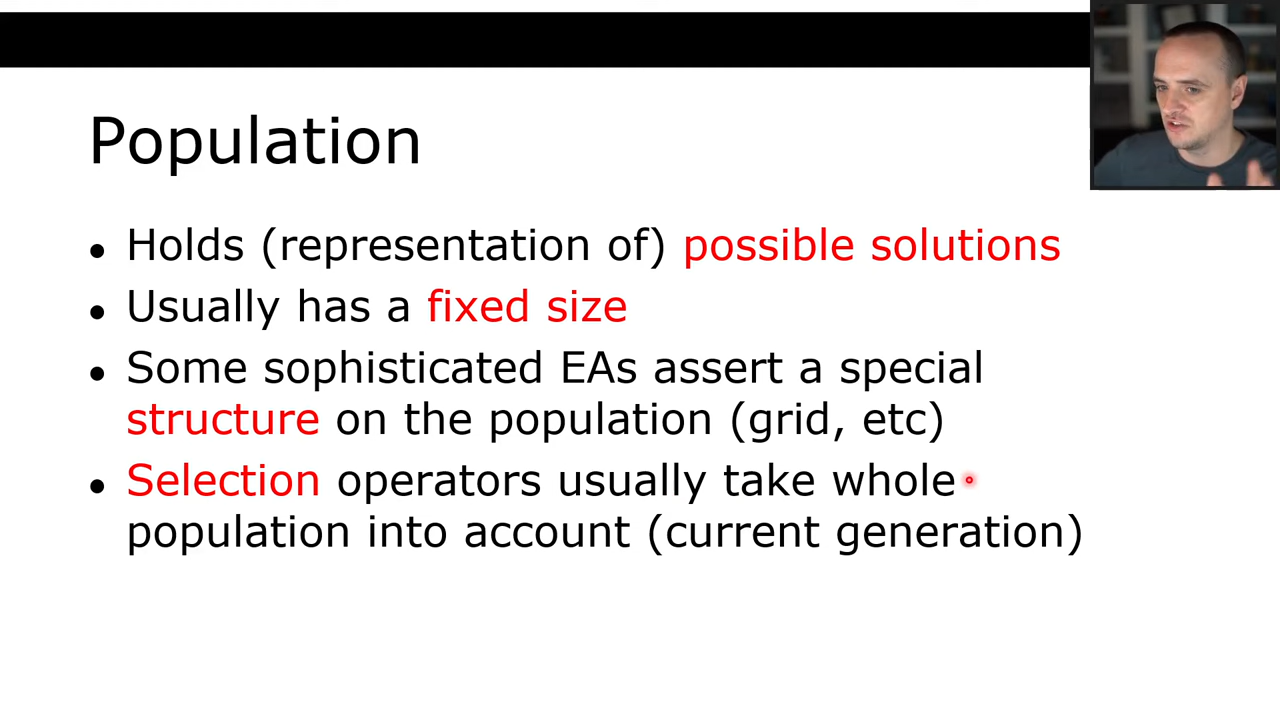 Population
• Holds (representation of) possible solutions
• Usually has a fixed size
• Some sophisticated EAs assert a special
structure on the population (grid, etc)
• Selection operators usually take whole
population into account (current generation)